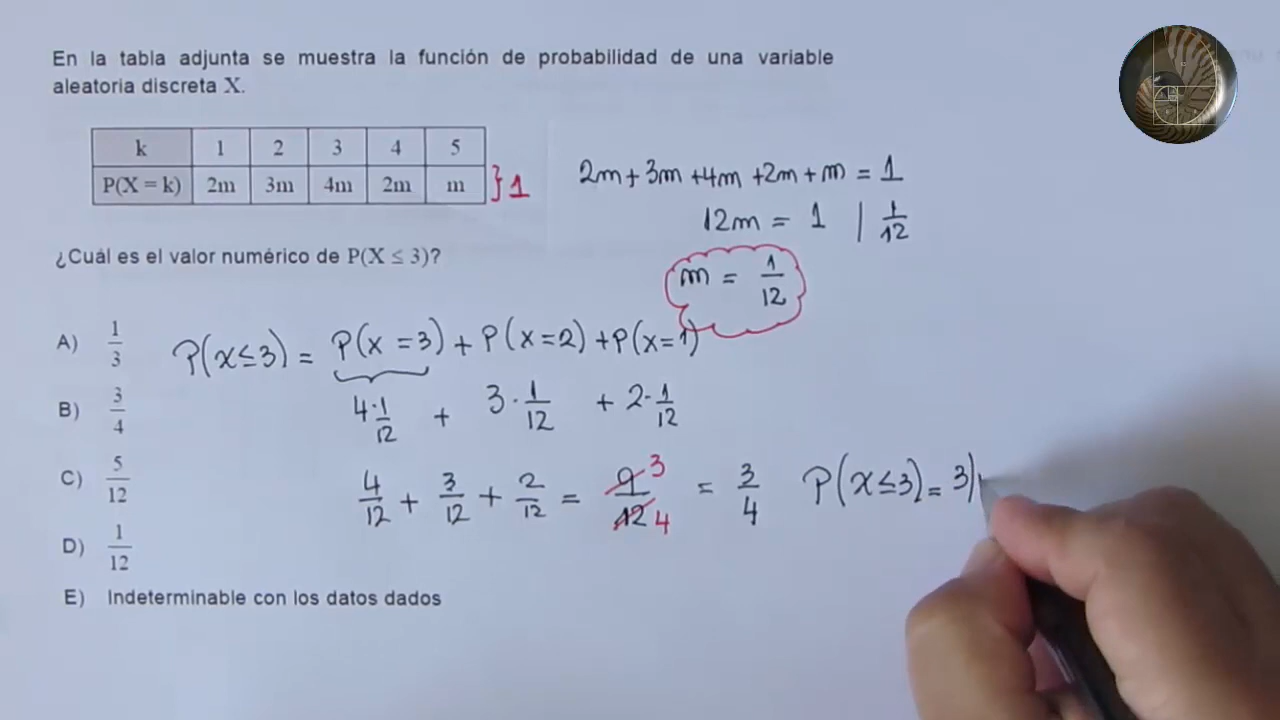 En la tabla adjunta se muestra la función de probabilidad de una variable
aleatoria discreta X.
k 1 2 3 4 5
P(X = k) 2m 3m 4m 2m m } 1
2m + 3m + 4m + 2m + m = 1
12m = 1 | 1/12
m = 1/12
¿Cuál es el valor numérico de P(X ≤ 3)?
A) 1/3
B) 3/4
C) 5/12
D) 1/12
E) Indeterminable con los datos dados
P(x≤3) = P(x = 3) + P(x=2) + P(x=1)
4·1/12 + 3·1/12 + 2·1/12
4/12 + 3/12 + 2/12 = 9/12 3 4 = 3/4 P(x≤3) = 3/